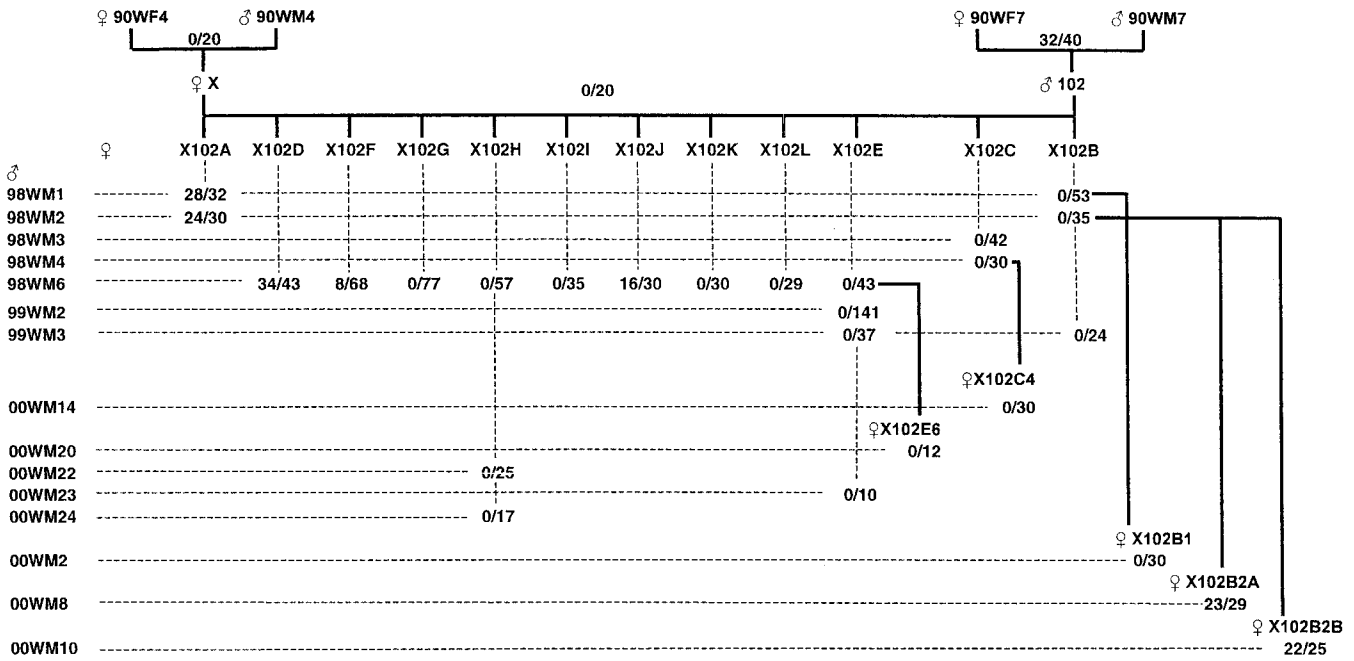 ♀ 90WF4 ♂ 90WM4 ♀ 90WF7 ♂ 90WM7
0/20 32/40
♀ X 0/20 ♂ 102
♀ X102A X102D X102F X102G X102H X102I X102J X102K X102L X102E X102C X102B
♂
98WM1 28/32 0/53
98WM2 24/30 0/35
98WM3 0/42
98WM4 0/30
98WM6 34/43 8/68 0/77 0/57 0/35 16/30 0/30 0/29 0/43
99WM2 0/141
99WM3 0/37 0/24
♀X102C4
00WM14 0/30
♀X102E6
00WM20 0/12
00WM22 0/25
00WM23 0/10
00WM24 0/17
♀ X102B1
00WM2 0/30
♀ X102B2A
00WM8 23/29
♀ X102B2B
00WM10 22/25